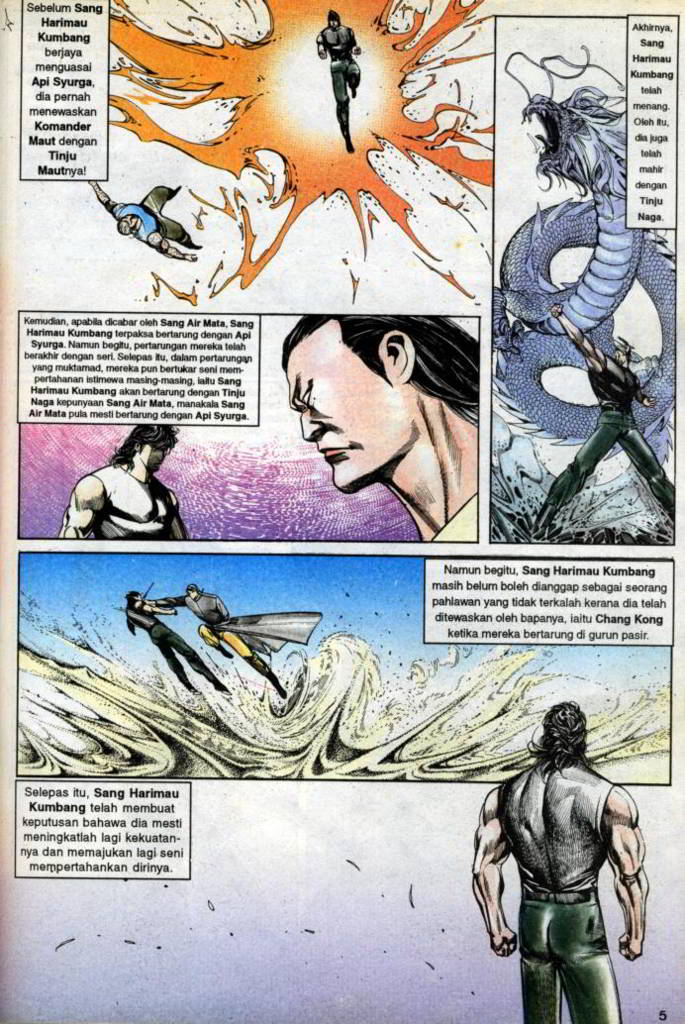 Sebelum Sang
Harimau
Kumbang
berjaya
menguasai
Api Syurga,
dia pernah
menewaskan
Komander
Maut dengan
Tinju
Mautnya!
Akhirnya,
Sang
Harimau
Kumbang
telah
menang.
Oleh itu,
dia juga
telah
mahir
dengan
Tinju
Naga.
Kemudian, apabila dicabar oleh Sang Air Mata, Sang
Harimau Kumbang terpaksa bertarung dengan Api
Syurga. Namun begitu, pertarungan mereka telah
berakhir dengan seri. Selepas itu, dalam pertarungan
yang muktamad, mereka pun bertukar seni mem-
pertahanan istimewa masing-masing, iaitu Sang
Harimau Kumbang akan bertarung dengan Tinju
Naga kepunyaan Sang Air Mata, manakala Sang
Air Mata pula mesti bertarung dengan Api Syurga.
Namun begitu, Sang Harimau Kumbang
masih belum boleh dianggap sebagai seorang
pahlawan yang tidak terkalah kerana dia telah
ditewaskan oleh bapanya, iaitu Chang Kong
ketika mereka bertarung di gurun pasir.
Selepas itu, Sang Harimau
Kumbang telah membuat
keputusan bahawa dia mesti
meningkatlah lagi kekuatan-
nya dan memajukan lagi seni
mempertahankan dirinya.
5